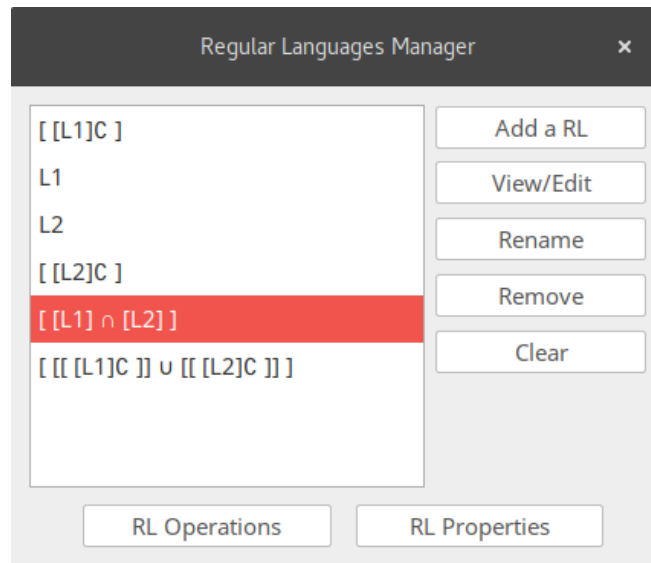 Regular Languages Manager ×
[ [L1]C ]
L1
L2
[ [L2]C ]
[ [L1] ∩ [L2] ]
[ [[ [L1]C ]] ∪ [[ [L2]C ]] ]
Add a RL
View/Edit
Rename
Remove
Clear
RL Operations
RL Properties